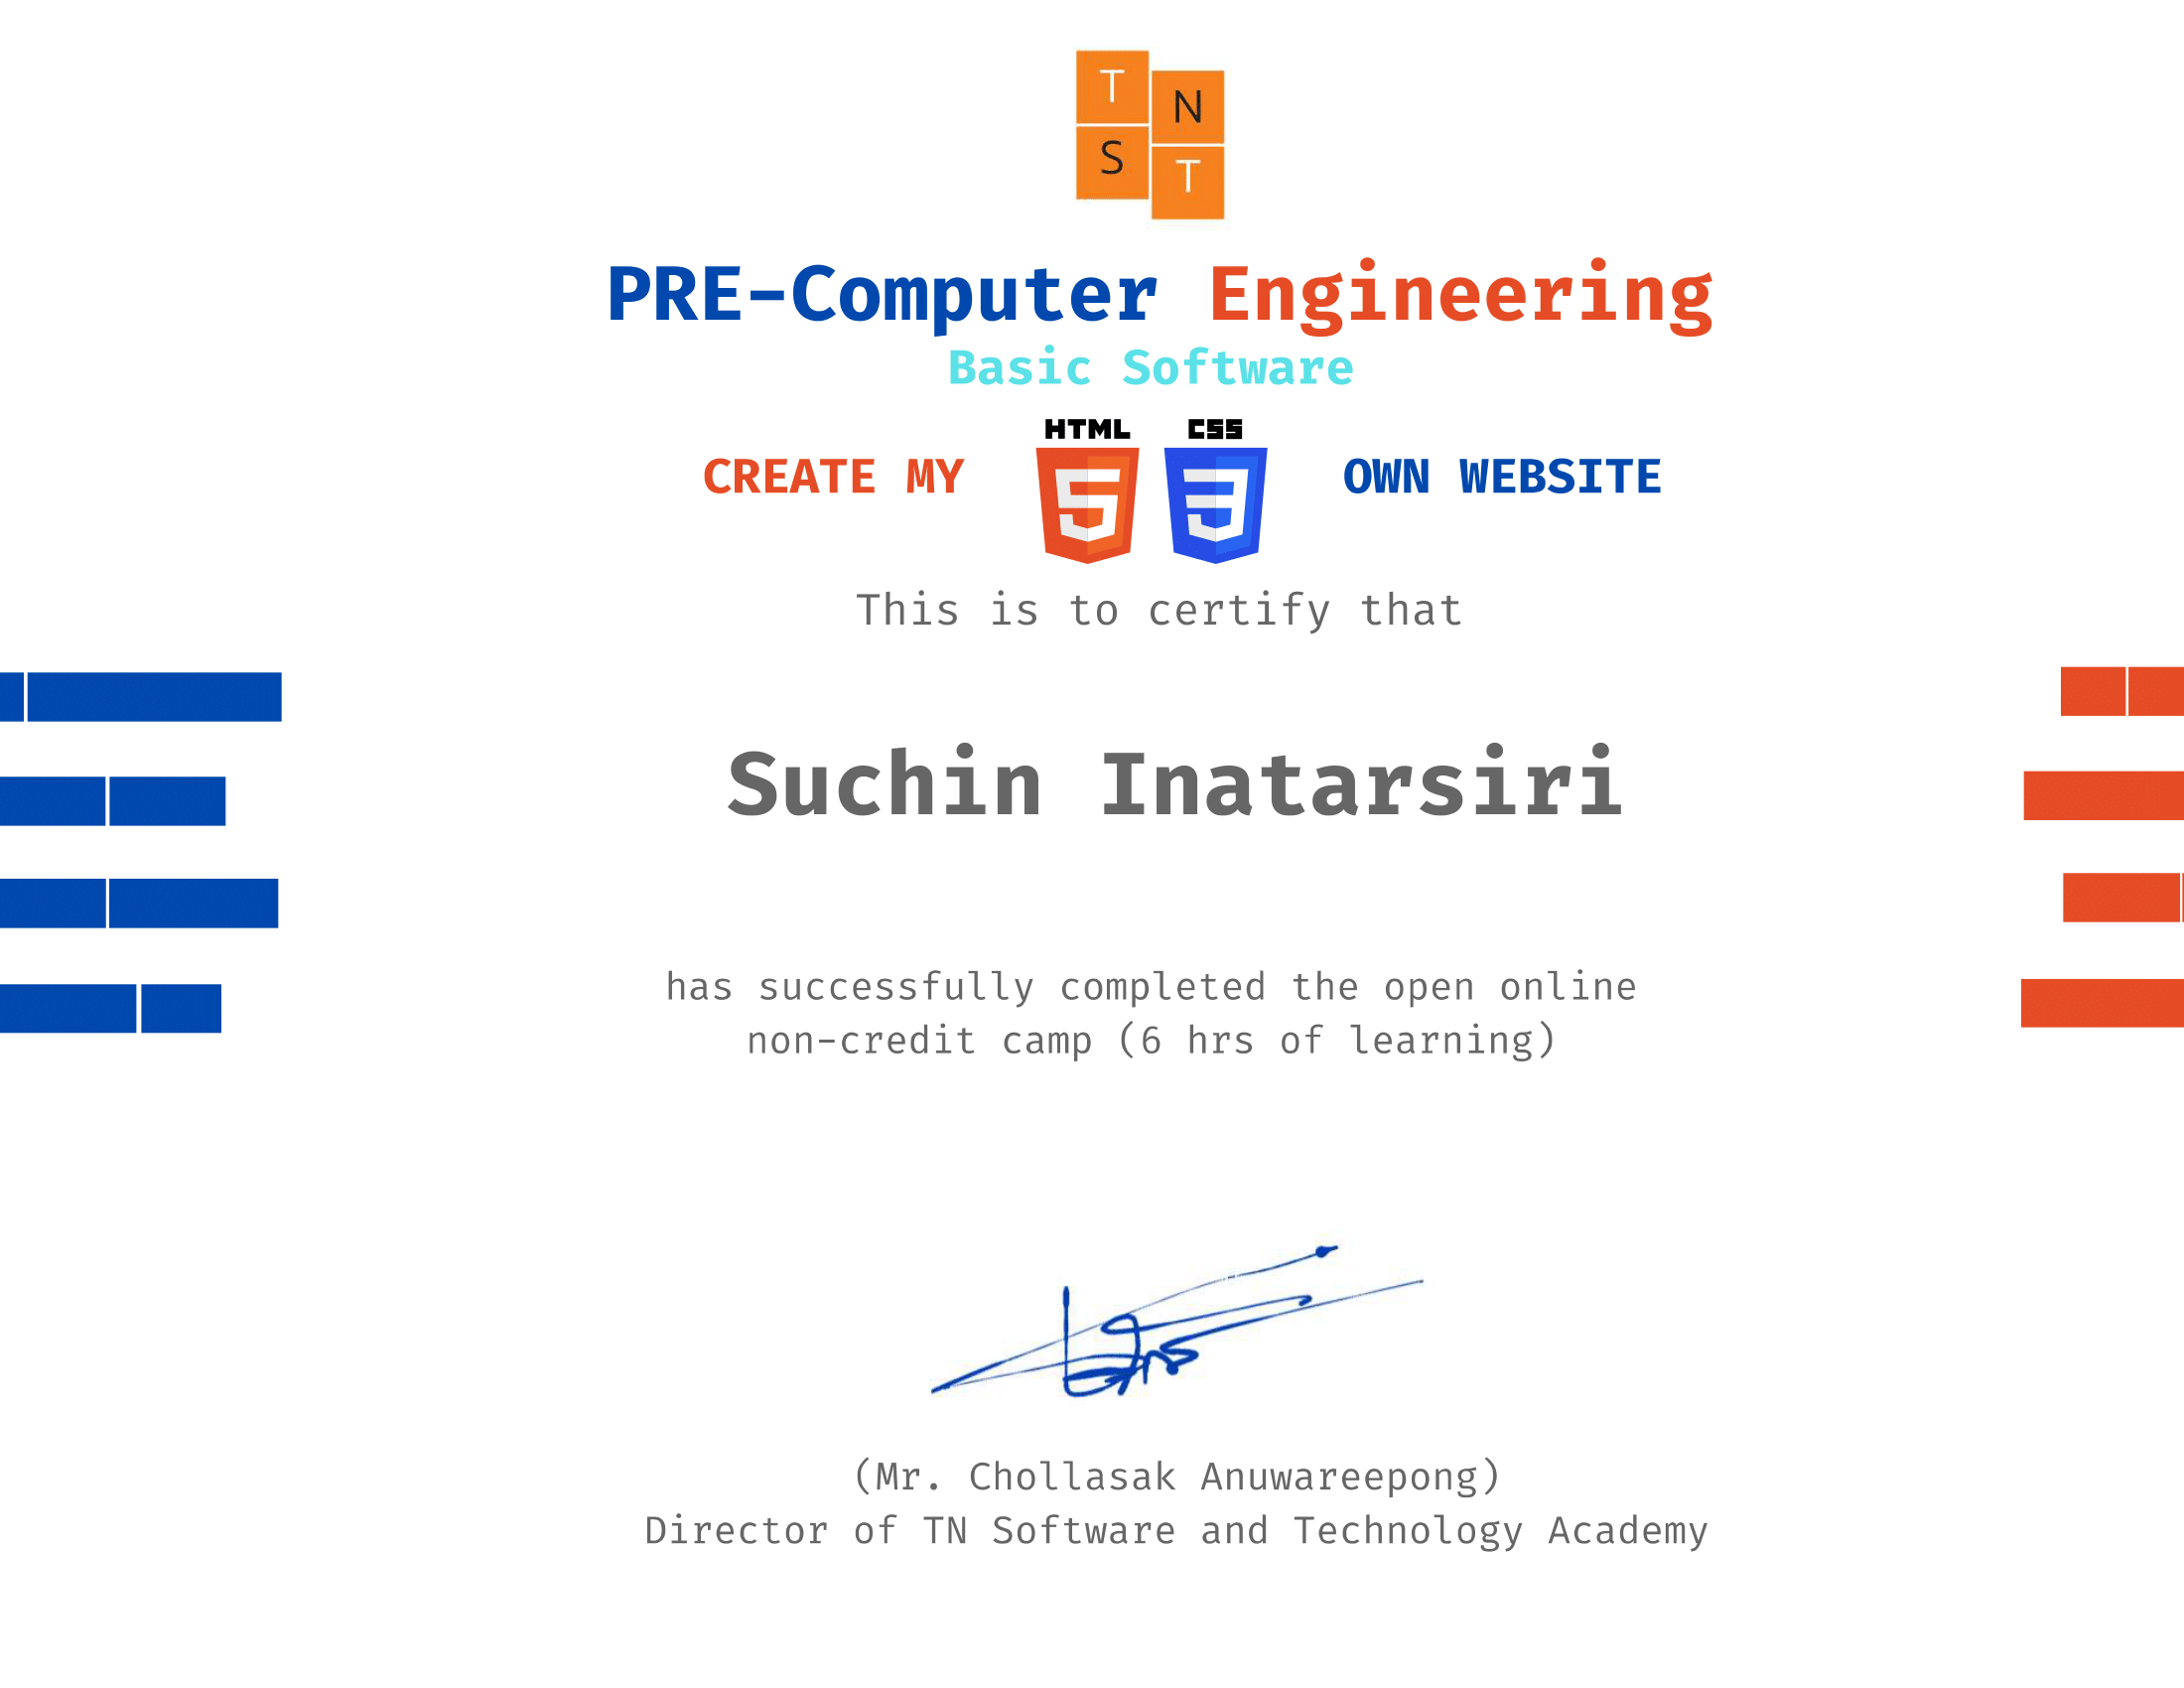 T N
S T
PRE-Computer Engineering
Basic Software
HTML CSS
CREATE MY OWN WEBSITE
This is to certify that
Suchin Inatarsiri
has successfully completed the open online
non-credit camp (6 hrs of learning)
(Mr. Chollasak Anuwareepong)
Director of TN Software and Technology Academy